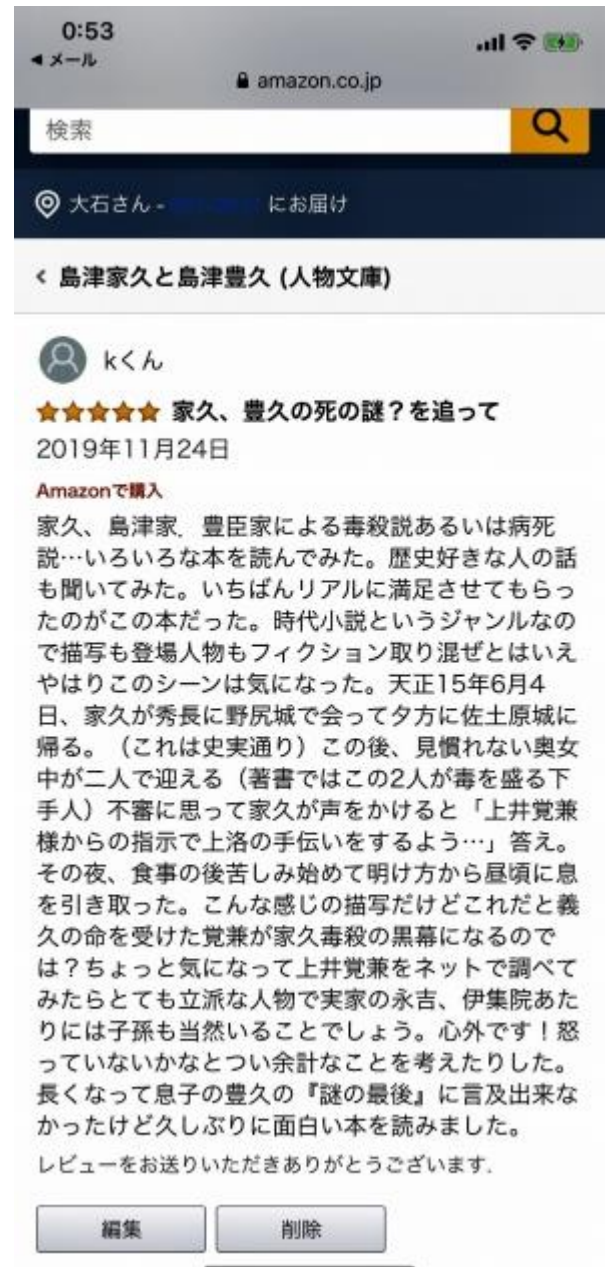 0:53
◀ メール
amazon.co.jp
検索
大石さん - にお届け
< 島津家久と島津豊久 (人物文庫)
kくん
★★★★★ 家久、豊久の死の謎？を追って
2019年11月24日
Amazonで購入
家久、島津家．豊臣家による毒殺説あるいは病死
説…いろいろな本を読んでみた。歴史好きな人の話
も聞いてみた。いちばんリアルに満足させてもらっ
たのがこの本だった。時代小説というジャンルなの
で描写も登場人物もフィクション取り混ぜとはいえ
やはりこのシーンは気になった。天正15年6月4
日、家久が秀長に野尻城で会って夕方に佐土原城に
帰る。（これは史実通り）この後、見慣れない奥女
中が二人で迎える（著書ではこの2人が毒を盛る下
手人）不審に思って家久が声をかけると「上井覚兼
様からの指示で上洛の手伝いをするよう…」答え。
その夜、食事の後苦しみ始めて明け方から昼頃に息
を引き取った。こんな感じの描写だけどこれだと義
久の命を受けた覚兼が家久毒殺の黒幕になるので
は？ちょっと気になって上井覚兼をネットで調べて
みたらとても立派な人物で実家の永吉、伊集院あた
りには子孫も当然いることでしょう。心外です！怒
っていないかなとつい余計なことを考えたりした。
長くなって息子の豊久の『謎の最後』に言及出来な
かったけど久しぶりに面白い本を読みました。
レビューをお送りいただきありがとうございます．
編集 削除